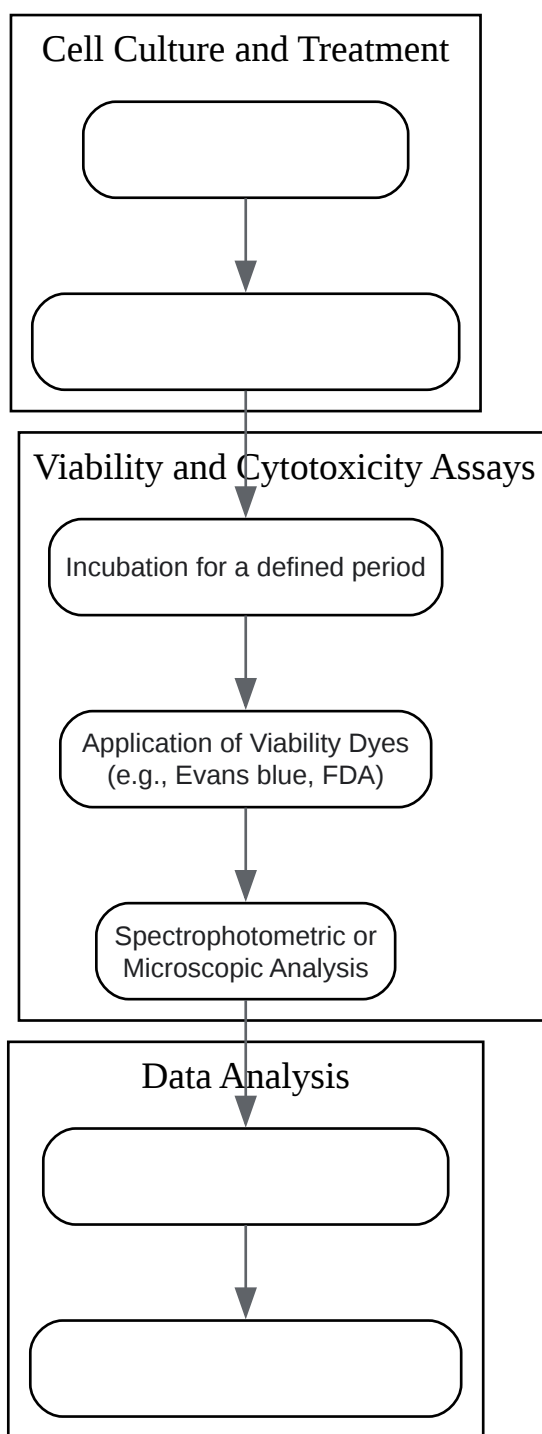 Cell Culture and Treatment
Viability and Cytotoxicity Assays
Incubation for a defined period
Application of Viability Dyes
(e.g., Evans blue, FDA)
Spectrophotometric or
Microscopic Analysis
Data Analysis